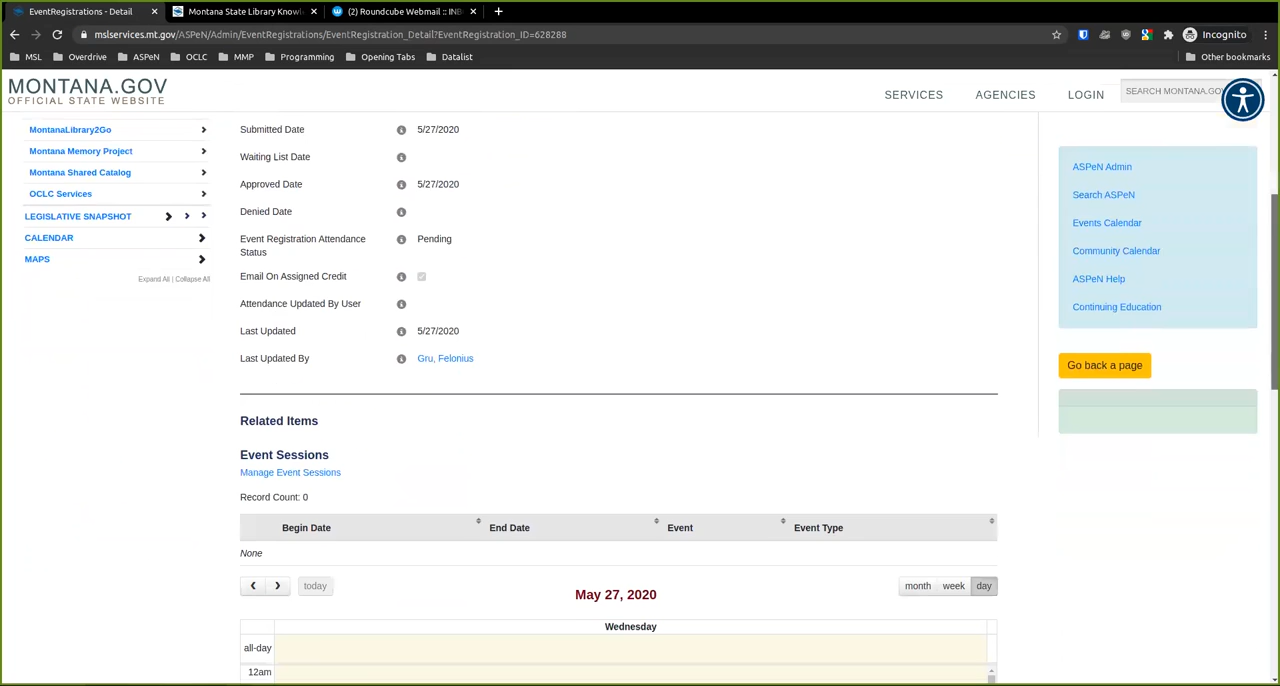 EventRegistrations - Detail
Montana State Library Knowl
(2) Roundcube Webmail :: INB
mslservices.mt.gov/ASPeN/Admin/EventRegistrations/EventRegistration_Detail?EventRegistration_ID=628288
Incognito
MSL Overdrive ASPeN OCLC MMP Programming Opening Tabs Datalist Other bookmarks
MONTANA.GOV
OFFICIAL STATE WEBSITE
SERVICES AGENCIES LOGIN SEARCH MONTANA.GOV
MontanaLibrary2Go
Montana Memory Project
Montana Shared Catalog
OCLC Services
LEGISLATIVE SNAPSHOT
CALENDAR
MAPS
Expand All | Collapse All
Submitted Date 5/27/2020
Waiting List Date
Approved Date 5/27/2020
Denied Date
Event Registration Attendance Pending
Status
Email On Assigned Credit
Attendance Updated By User
Last Updated 5/27/2020
Last Updated By Gru, Felonius
Related Items
Event Sessions
Manage Event Sessions
Record Count: 0
Begin Date End Date Event Event Type
None
today
May 27, 2020
month week day
Wednesday
all-day
12am
ASPeN Admin
Search ASPeN
Events Calendar
Community Calendar
ASPeN Help
Continuing Education
Go back a page